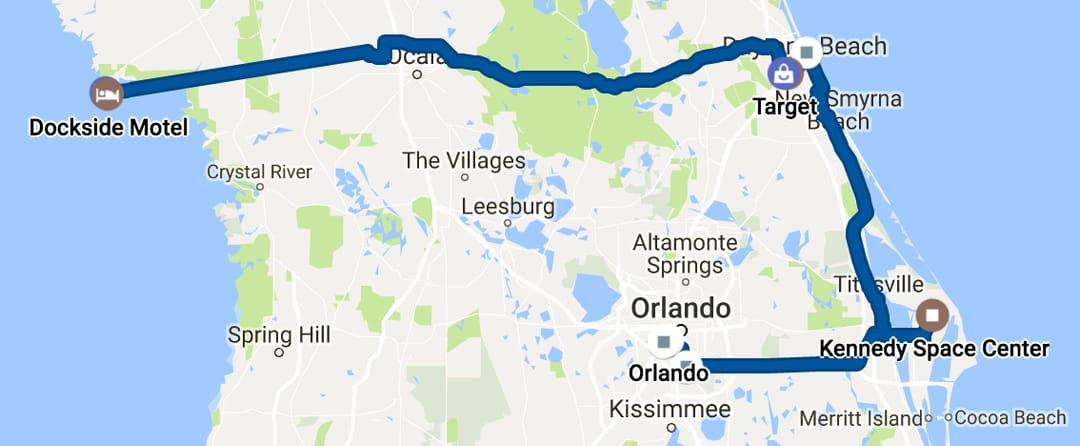 Daytona Beach
Ocala
Dockside Motel
Target
New Smyrna
Beach
The Villages
Crystal River
Leesburg
Altamonte
Springs
Titusville
Orlando
Spring Hill
Kennedy Space Center
Orlando
Kissimmee
Merritt Island
Cocoa Beach